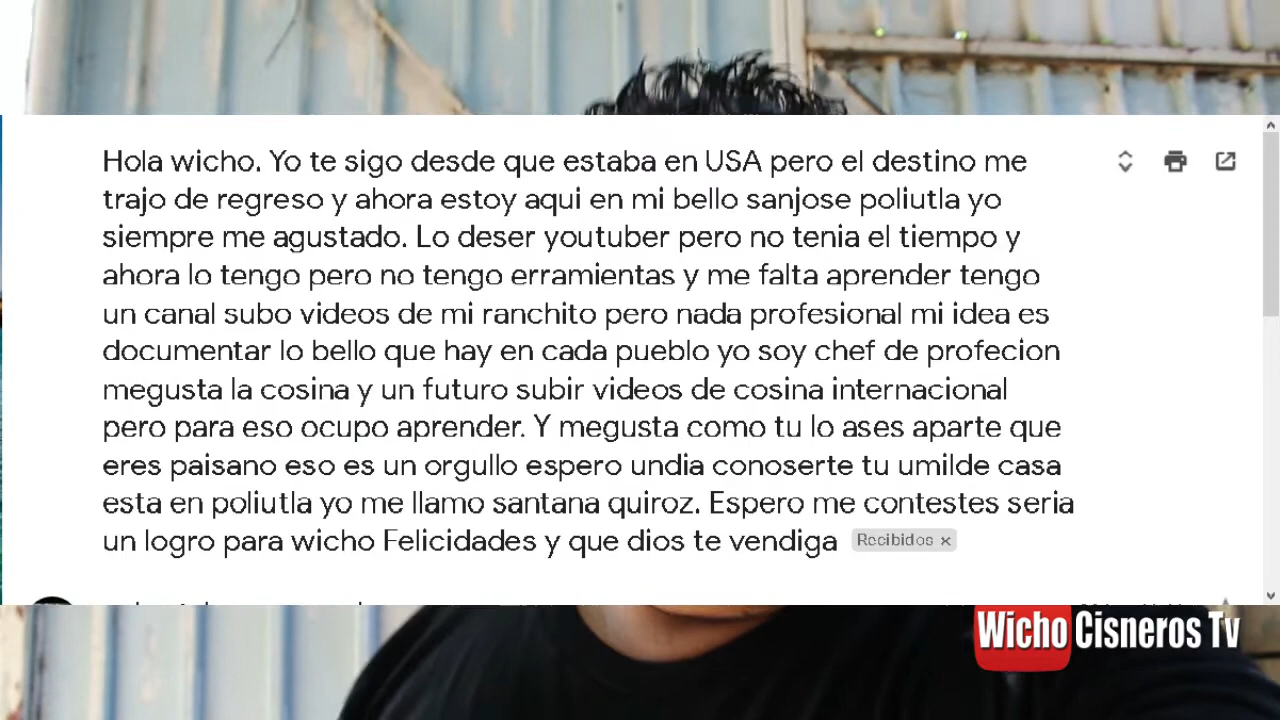 Hola wicho. Yo te sigo desde que estaba en USA pero el destino me
trajo de regreso y ahora estoy aqui en mi bello sanjose poliutla yo
siempre me agustado. Lo deser youtuber pero no tenia el tiempo y
ahora lo tengo pero no tengo erramientas y me falta aprender tengo
un canal subo videos de mi ranchito pero nada profesional mi idea es
documentar lo bello que hay en cada pueblo yo soy chef de profecion
megusta la cosina y un futuro subir videos de cosina internacional
pero para eso ocupo aprender. Y megusta como tu lo ases aparte que
eres paisano eso es un orgullo espero undia conoserte tu umilde casa
esta en poliutla yo me llamo santana quiroz. Espero me contestes seria
un logro para wicho Felicidades y que dios te vendiga Recibidos ×
Wicho Cisneros Tv